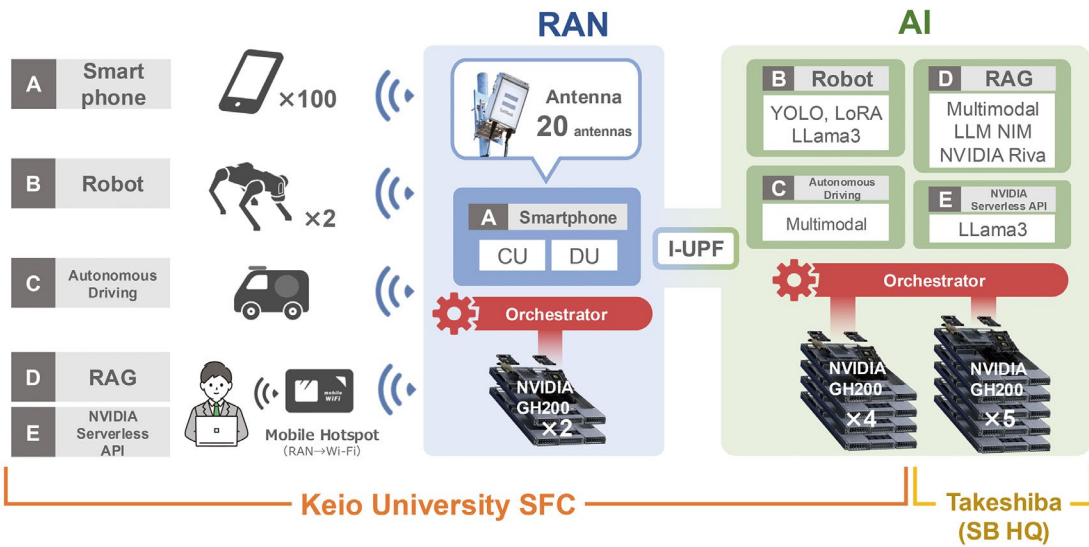 RAN
AI
A
Smart
phone
×100
B
Robot
×2
C
Autonomous
Driving
D
RAG
E
NVIDIA
Serverless
API
mobile
WiFi
Mobile Hotspot
(RAN→Wi-Fi)
Antenna
20 antennas
A
Smartphone
CU
DU
Orchestrator
NVIDIA
GH200
×2
I-UPF
B
Robot
YOLO, LoRA
LLama3
D
RAG
Multimodal
LLM NIM
NVIDIA Riva
C
Autonomous
Driving
Multimodal
E
NVIDIA
Serverless API
LLama3
Orchestrator
NVIDIA
GH200
×4
NVIDIA
GH200
×5
Keio University SFC
Takeshiba
(SB HQ)